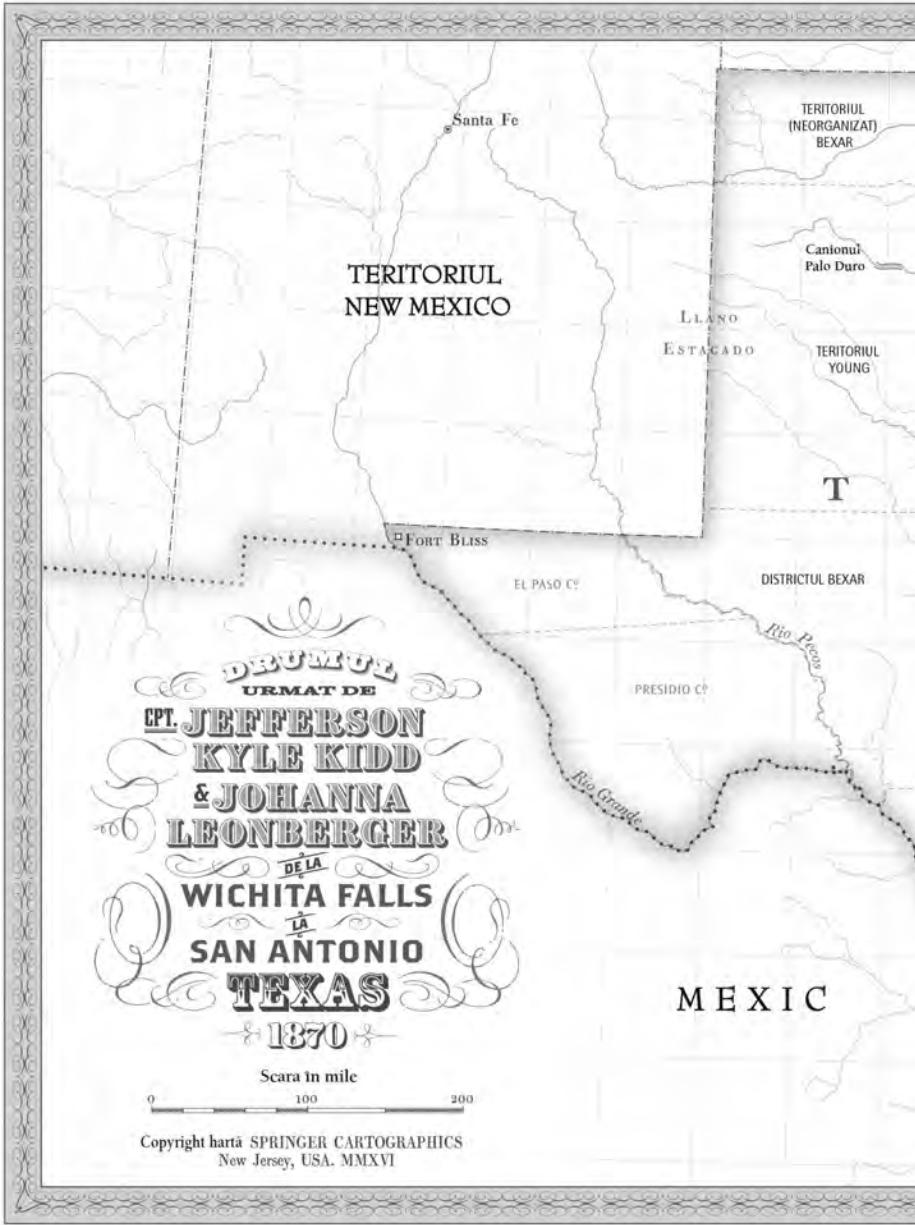 Santa Fe
TERITORIUL
(NEORGANIZAT)
BEXAR
Canionul
Palo Duro
TERITORIUL
NEW MEXICO
LLANO
ESTACADO
TERITORIUL
YOUNG
T
FORT BLISS
EL PASO Cº
DISTRICTUL BEXAR
Rio Pecos
PRESIDIO Cº
Rio Grande
DRUMUL
URMAT DE
CPT. JEFFERSON
KYLE KIDD
& JOHANNA
LEONBERGER
DE LA
WICHITA FALLS
LA
SAN ANTONIO
TEXAS
1870
MEXIC
Scara în mile
0 100 200
Copyright hartă SPRINGER CARTOGRAPHICS
New Jersey, USA. MMXVI